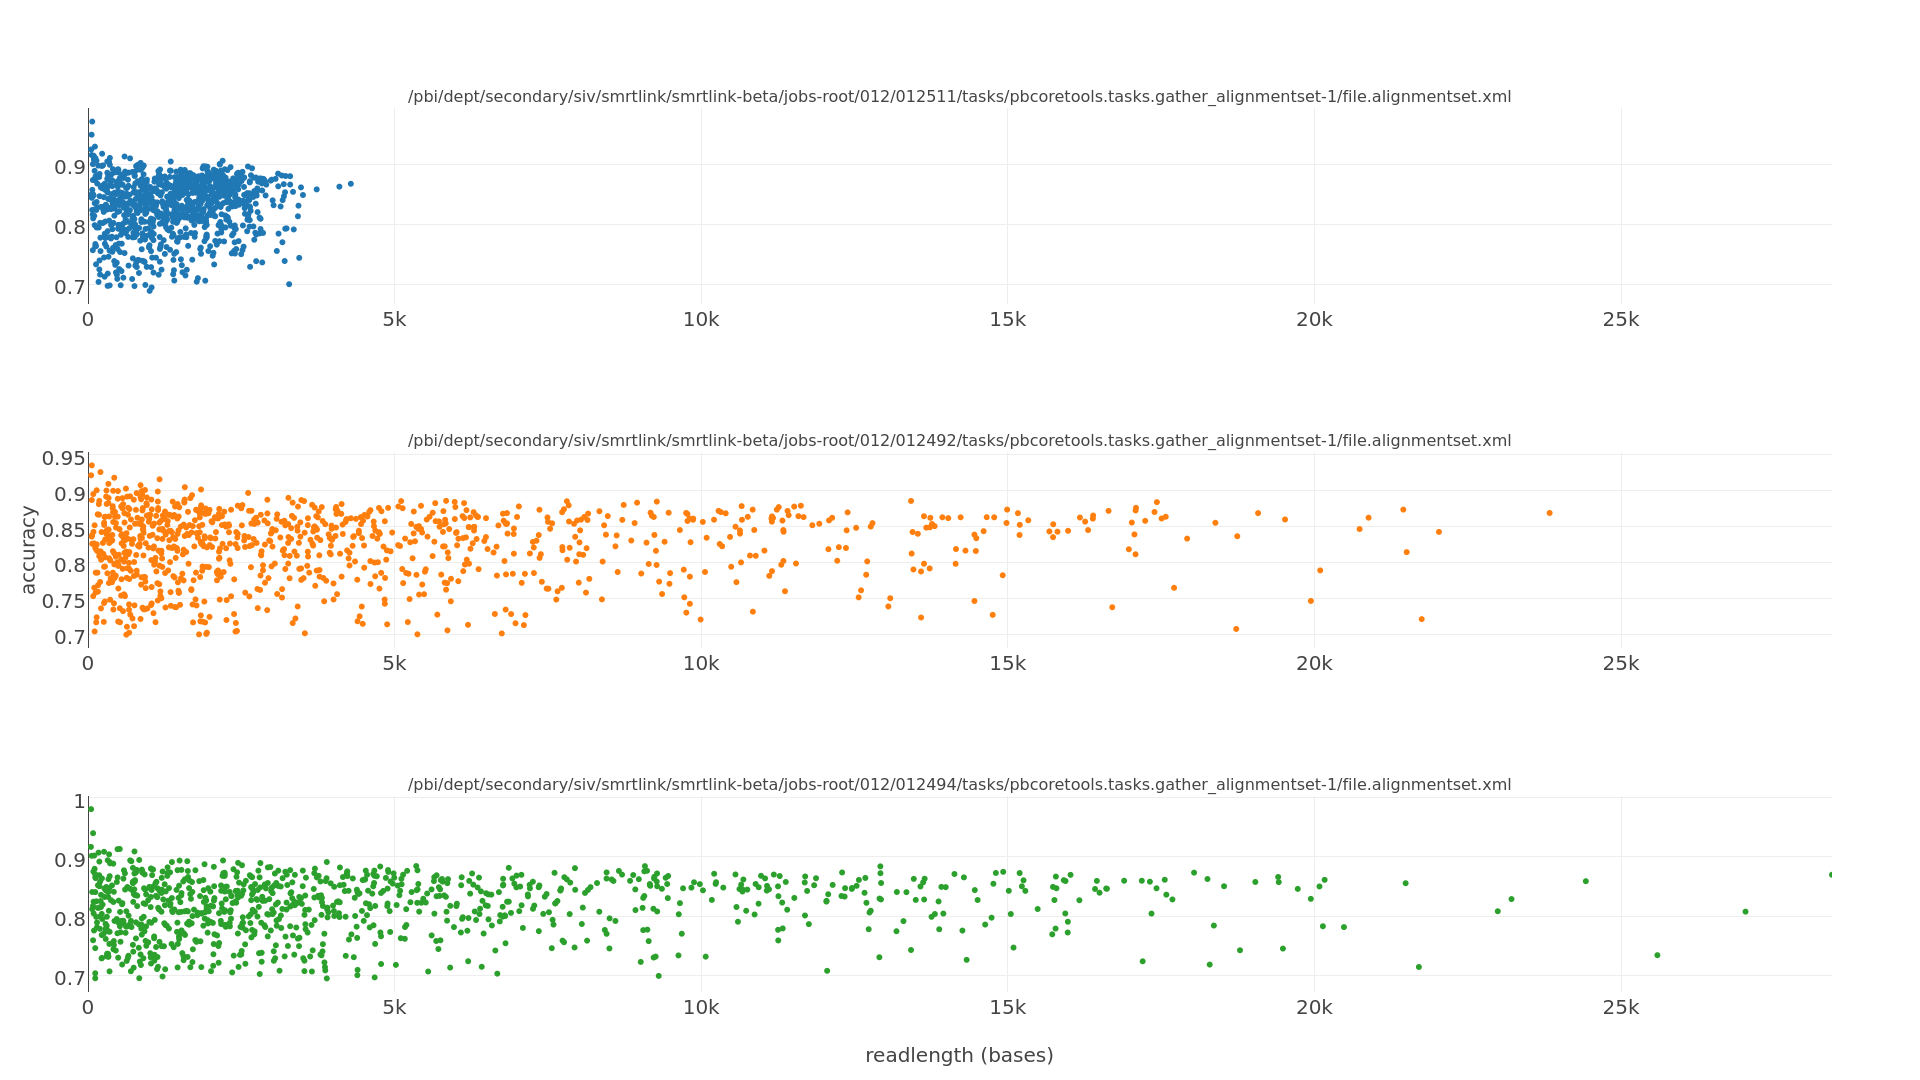 /pbi/dept/secondary/siv/smrtlink/smrtlink-beta/jobs-root/012/012511/tasks/pbcoretools.tasks.gather_alignmentset-1/file.alignmentset.xml
0.9
0.8
0.7
0 5k 10k 15k 20k 25k
/pbi/dept/secondary/siv/smrtlink/smrtlink-beta/jobs-root/012/012492/tasks/pbcoretools.tasks.gather_alignmentset-1/file.alignmentset.xml
0.95
0.9
0.85
0.8
0.75
0.7
accuracy
0 5k 10k 15k 20k 25k
/pbi/dept/secondary/siv/smrtlink/smrtlink-beta/jobs-root/012/012494/tasks/pbcoretools.tasks.gather_alignmentset-1/file.alignmentset.xml
1
0.9
0.8
0.7
0 5k 10k 15k 20k 25k
readlength (bases)